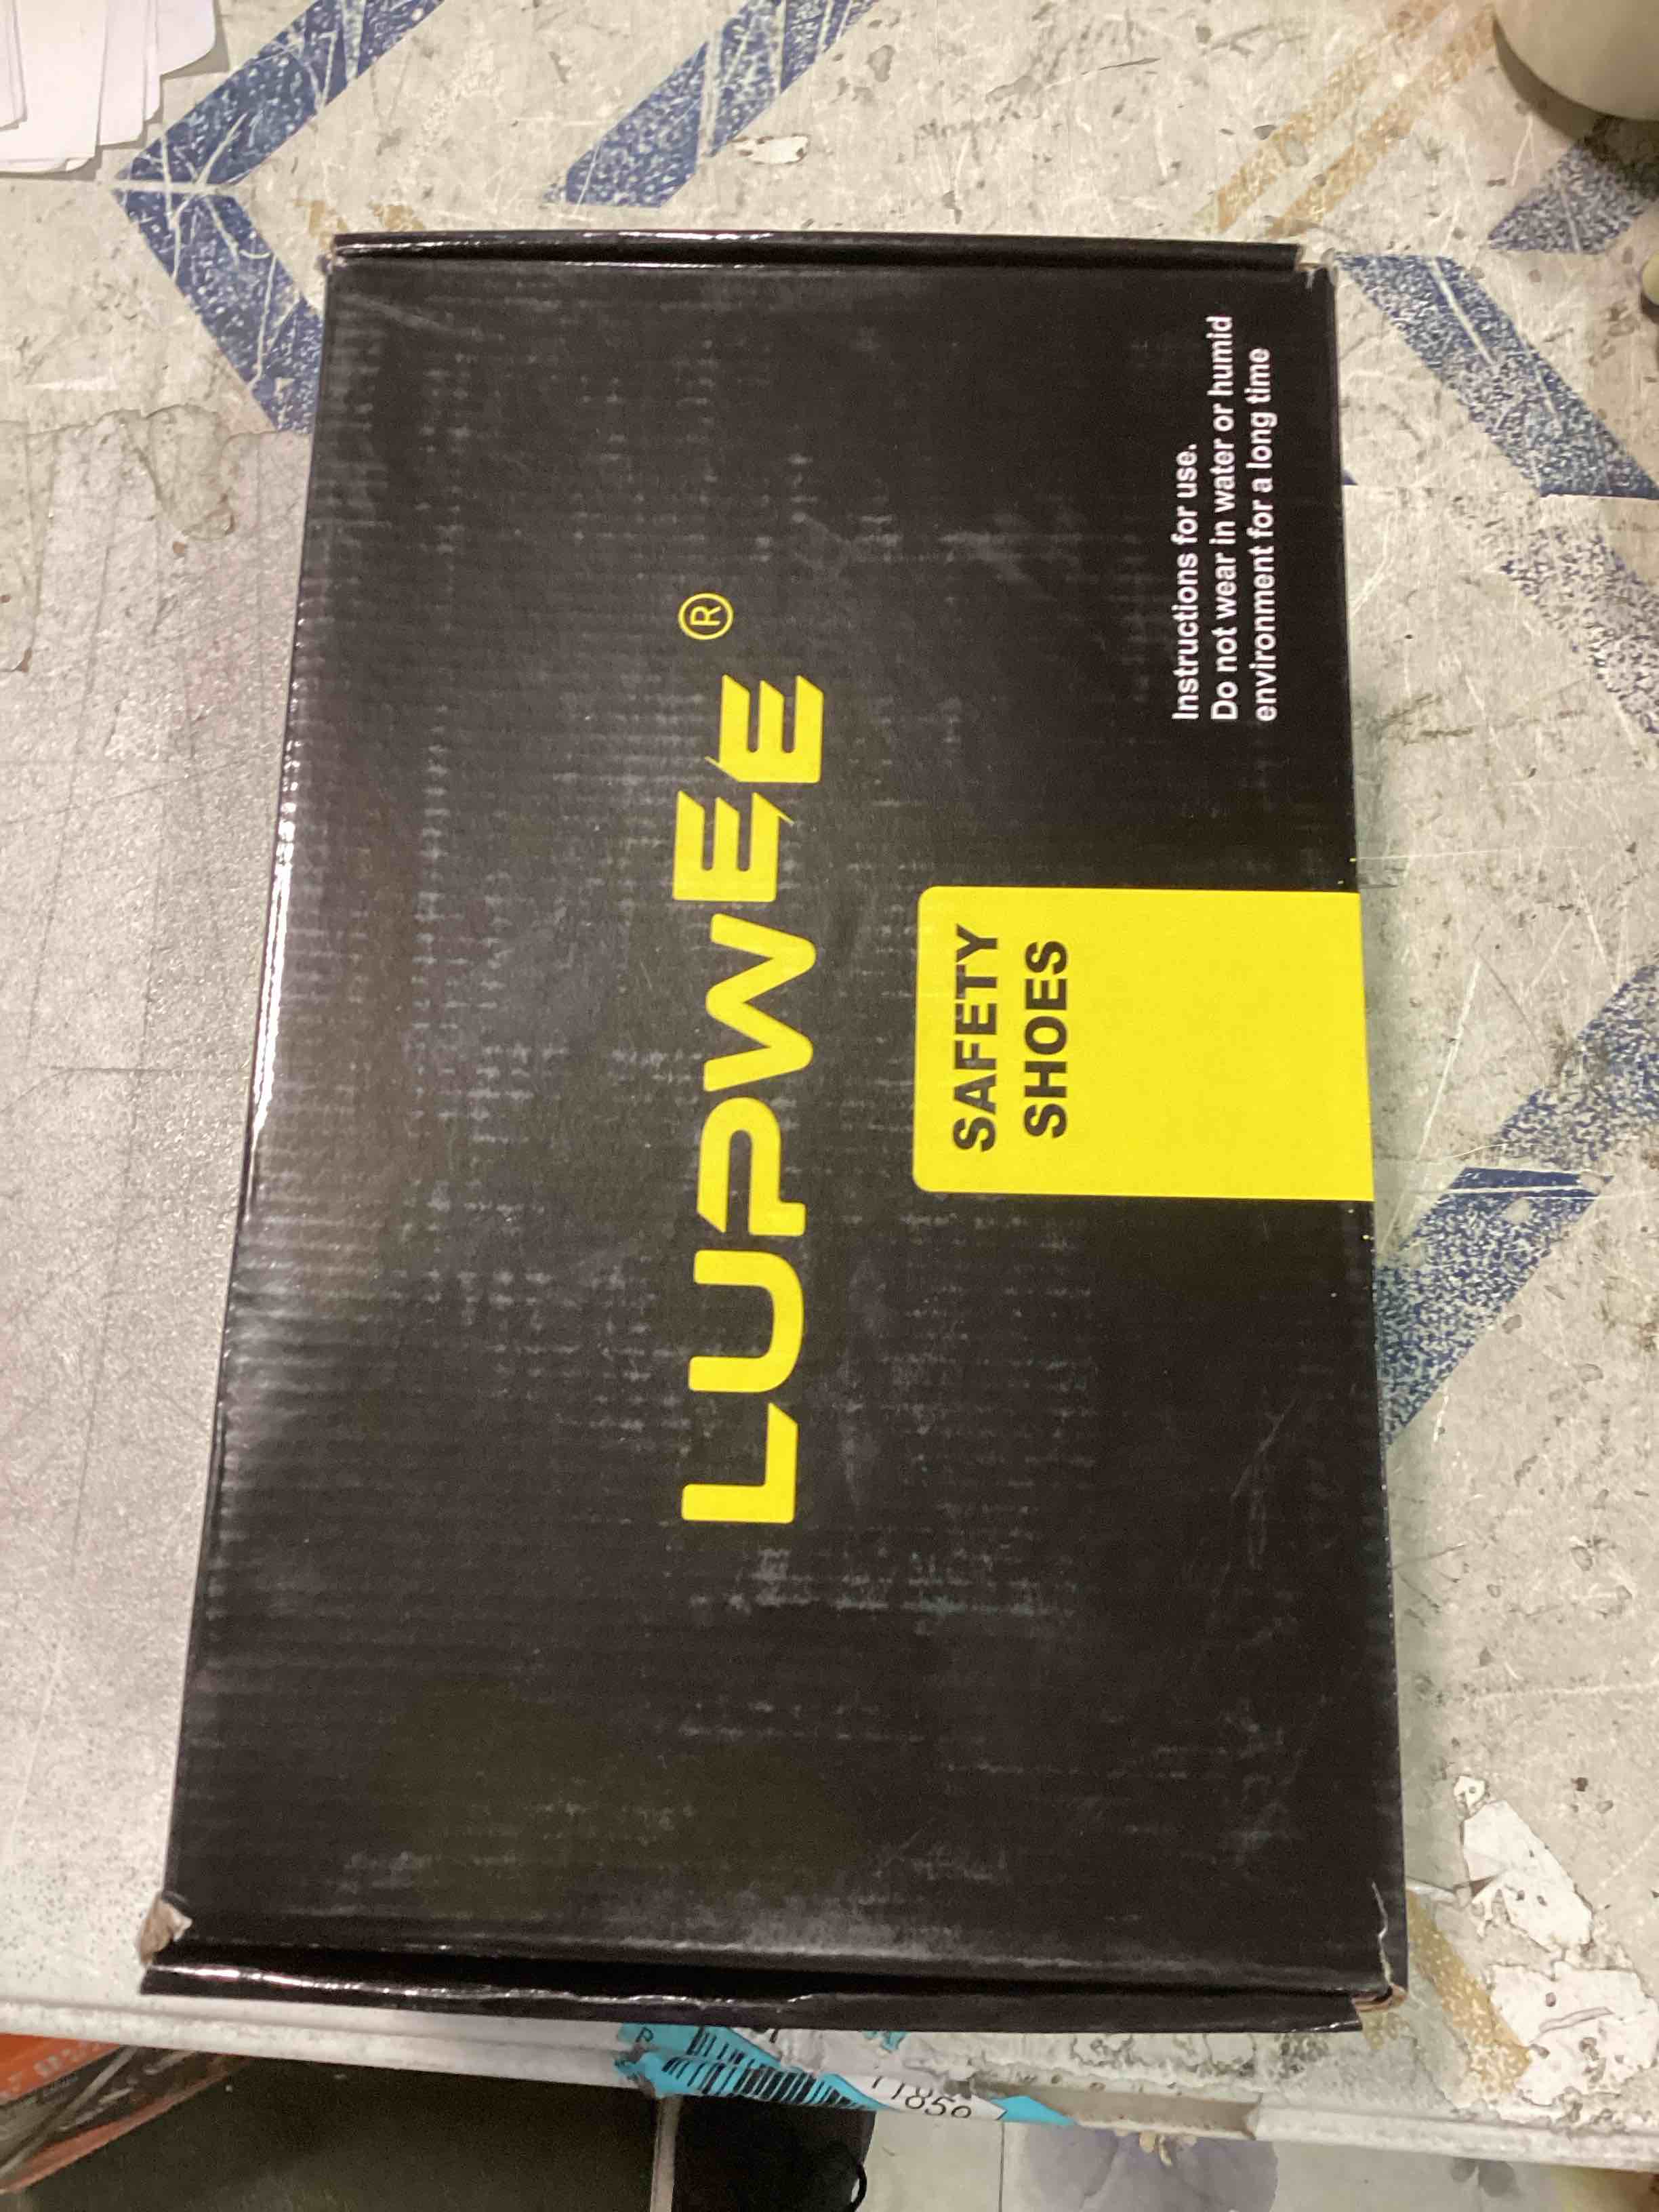 LUPWEE ®
SAFETY
SHOES
Instructions for use.
Do not wear in water or humid
environment for a long time